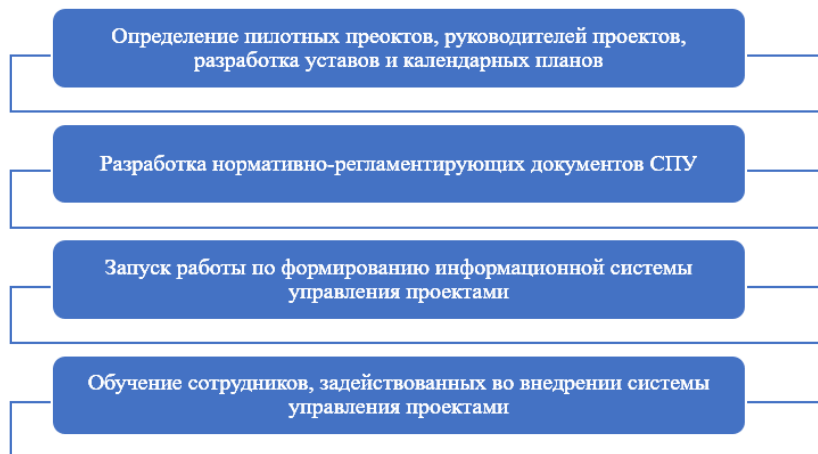 Определение пилотных преоктов, руководителей проектов,
разработка уставов и календарных планов
Разработка нормативно-регламентирующих документов СПУ
Запуск работы по формированию информационной системы
управления проектами
Обучение сотрудников, задействованных во внедрении системы
управления проектами